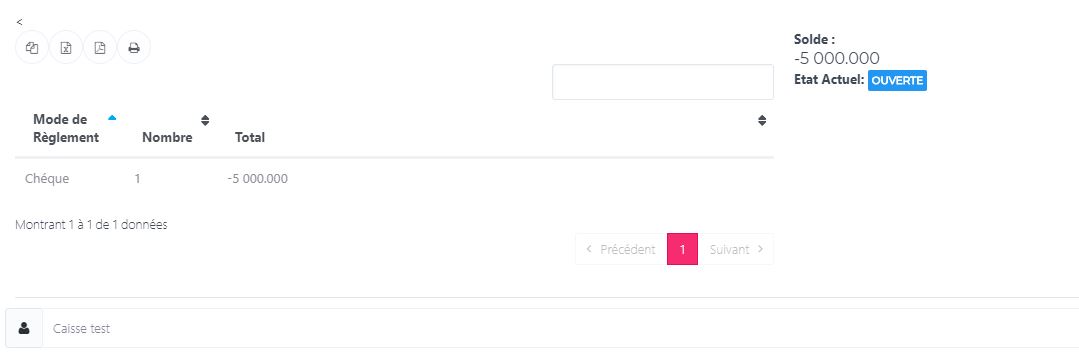 <
Solde :
-5 000.000
Etat Actuel: OUVERTE
Mode de Règlement Nombre Total
Chéque 1 -5 000.000
Montrant 1 à 1 de 1 données
‹ Précédent 1 Suivant ›
Caisse test